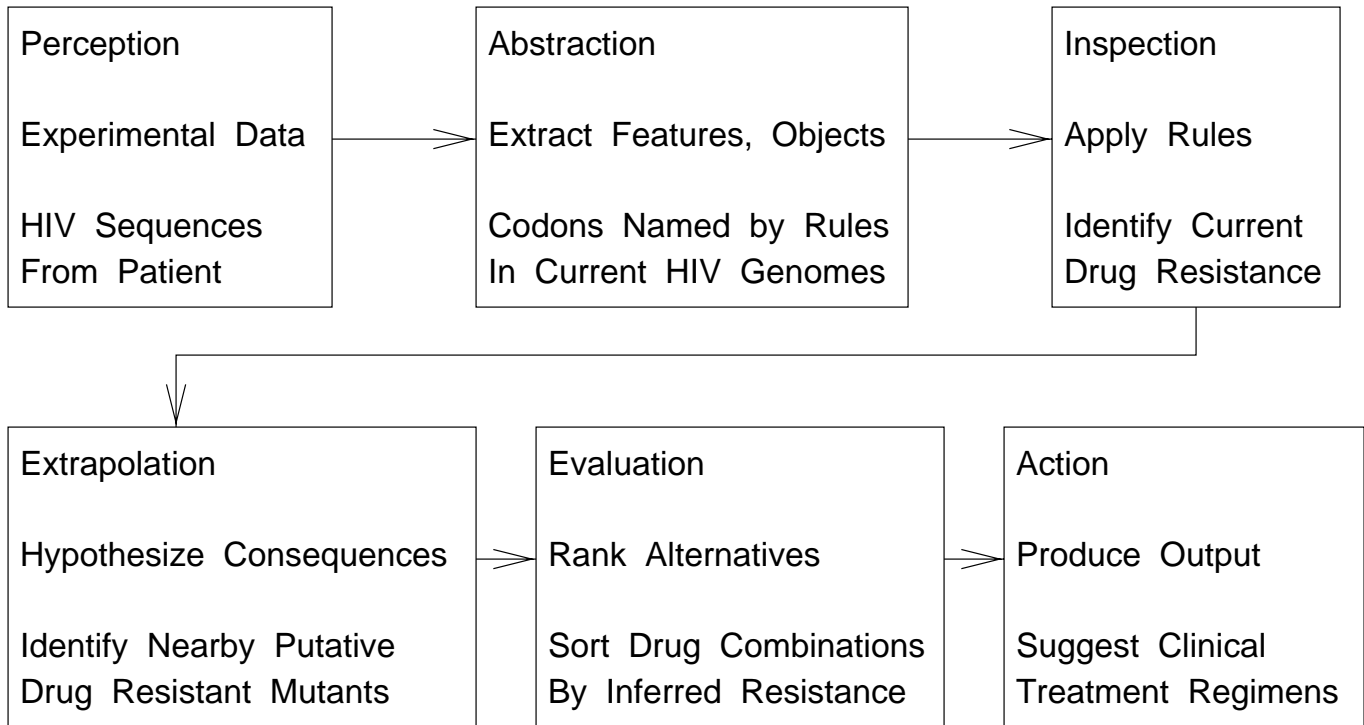 Perception
Experimental Data
HIV Sequences
From Patient
Abstraction
Extract Features, Objects
Codons Named by Rules
In Current HIV Genomes
Inspection
Apply Rules
Identify Current
Drug Resistance
Extrapolation
Hypothesize Consequences
Identify Nearby Putative
Drug Resistant Mutants
Evaluation
Rank Alternatives
Sort Drug Combinations
By Inferred Resistance
Action
Produce Output
Suggest Clinical
Treatment Regimens